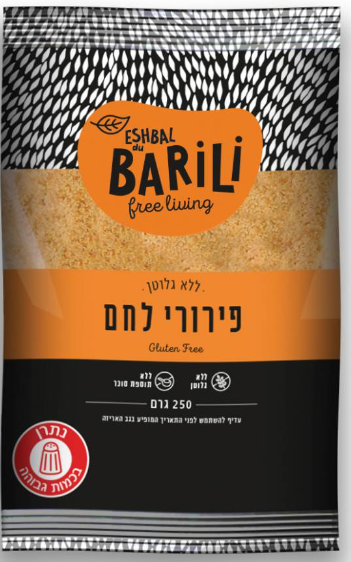 ESHBAL
du
BARiLi
free living
ללא גלוטן
פירורי לחם
Gluten Free
ללא
גלוטן
ללא
תוספת סוכר
250 גרם
עדיף להשתמש לפני התאריך המופיע בגב האריזה
נתרן
בכמות גבוהה